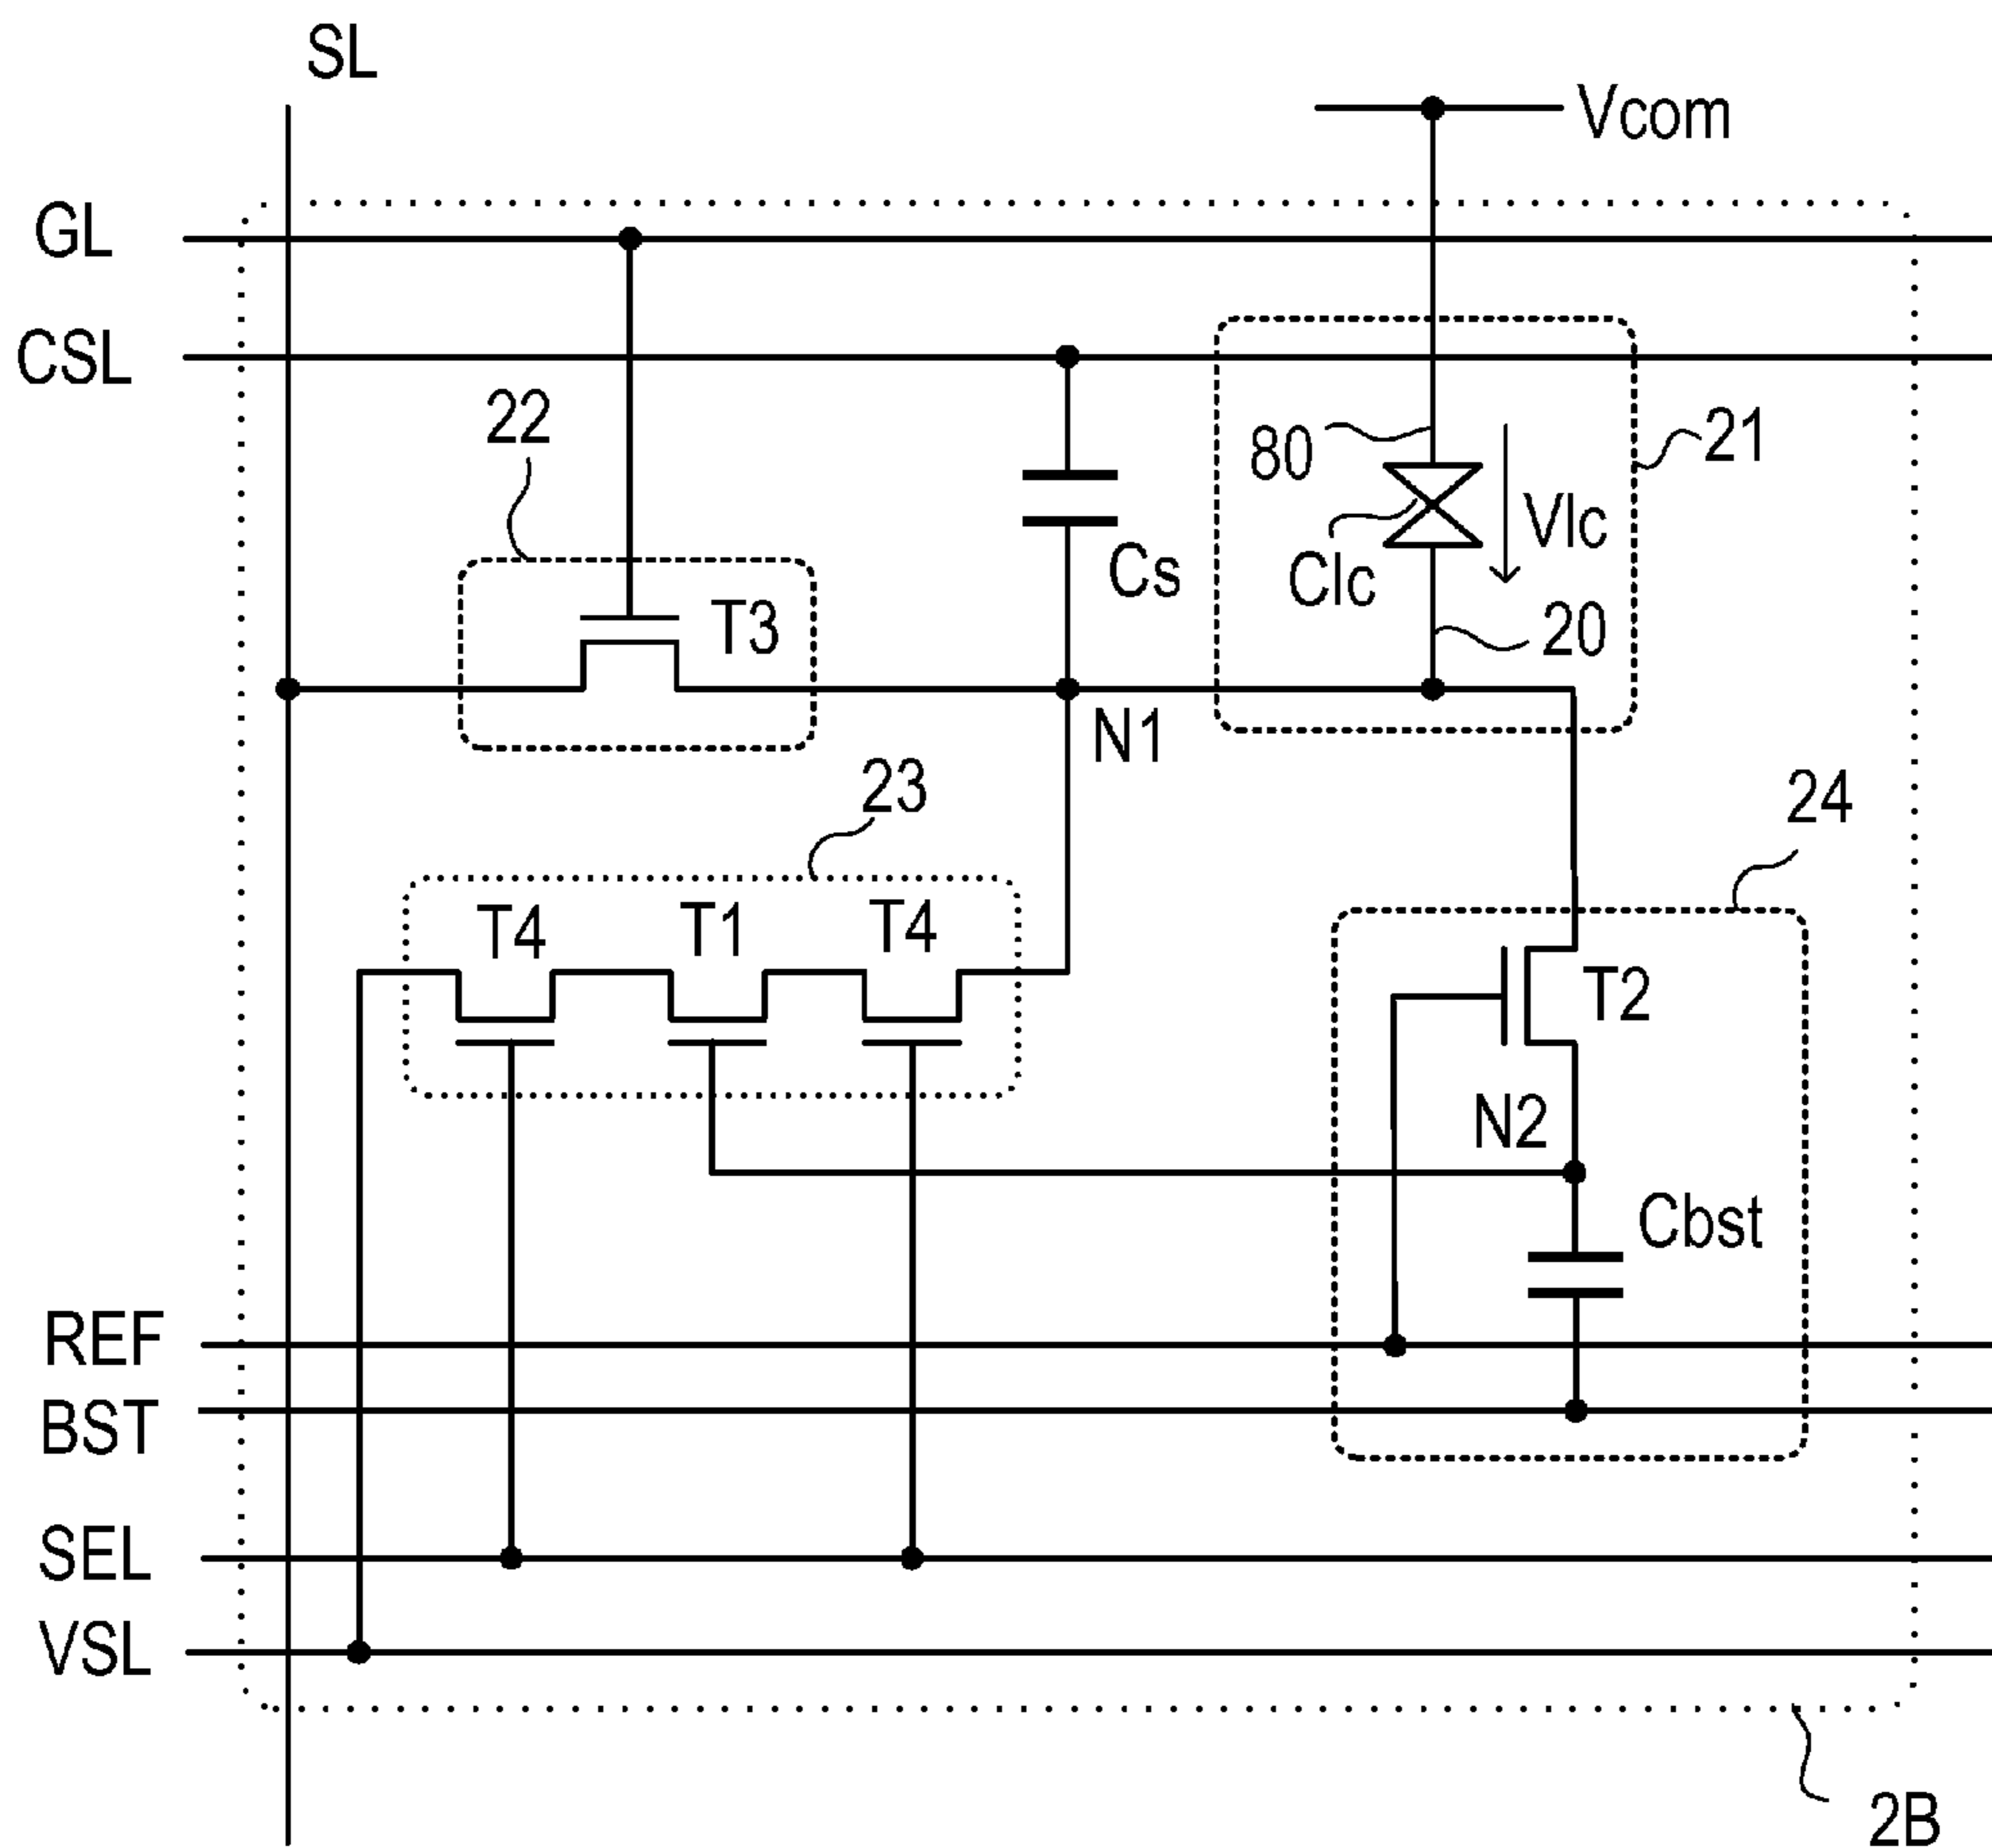 SL
Vcom
GL
CSL
22
80
21
Vlc
Clc
Cs
20
T3
N1
23
24
T4
T1
T4
T2
N2
Cbst
REF
BST
SEL
VSL
2B